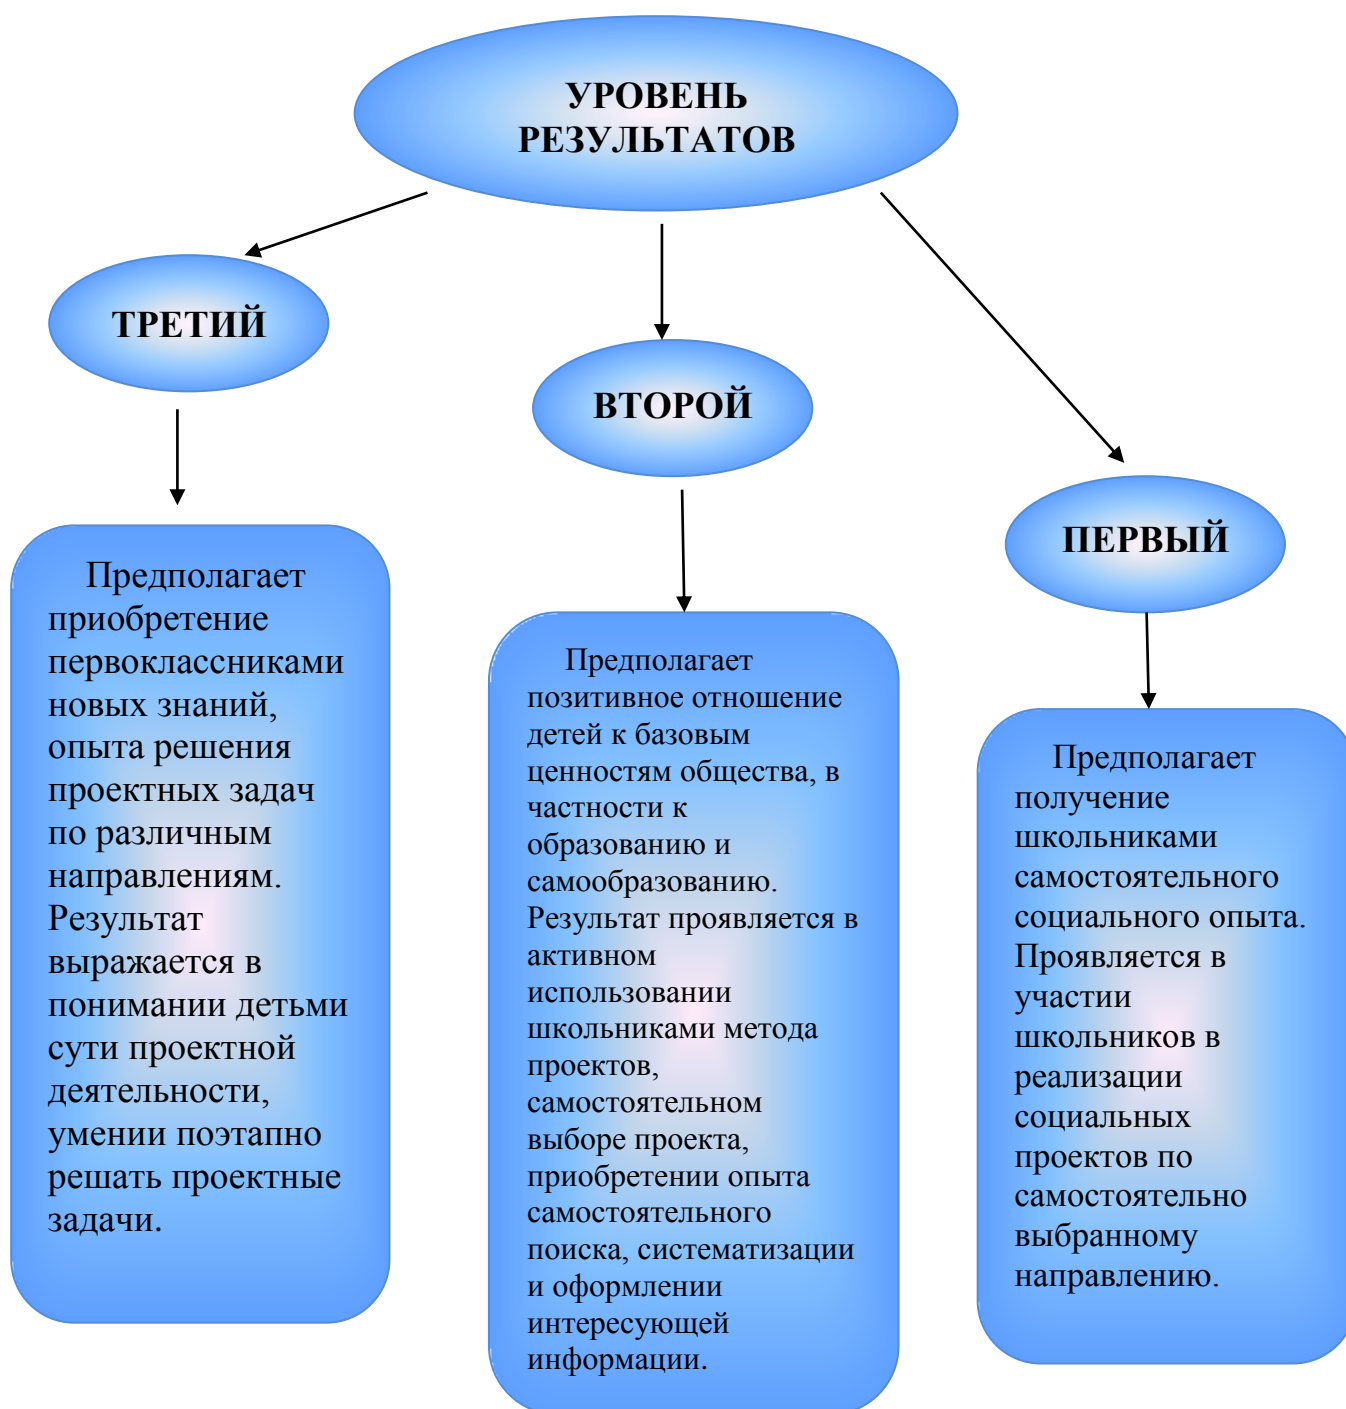 УРОВЕНЬ
РЕЗУЛЬТАТОВ
ТРЕТИЙ
ВТОРОЙ
ПЕРВЫЙ
Предполагает
приобретение
первоклассниками
новых знаний,
опыта решения
проектных задач
по различным
направлениям.
Результат
выражается в
понимании детьми
сути проектной
деятельности,
умении поэтапно
решать проектные
задачи.
Предполагает
позитивное отношение
детей к базовым
ценностям общества, в
частности к
образованию и
самообразованию.
Результат проявляется в
активном
использовании
школьниками метода
проектов,
самостоятельном
выборе проекта,
приобретении опыта
самостоятельного
поиска, систематизации
и оформлении
интересующей
информации.
Предполагает
получение
школьниками
самостоятельного
социального опыта.
Проявляется в
участии
школьников в
реализации
социальных
проектов по
самостоятельно
выбранному
направлению.